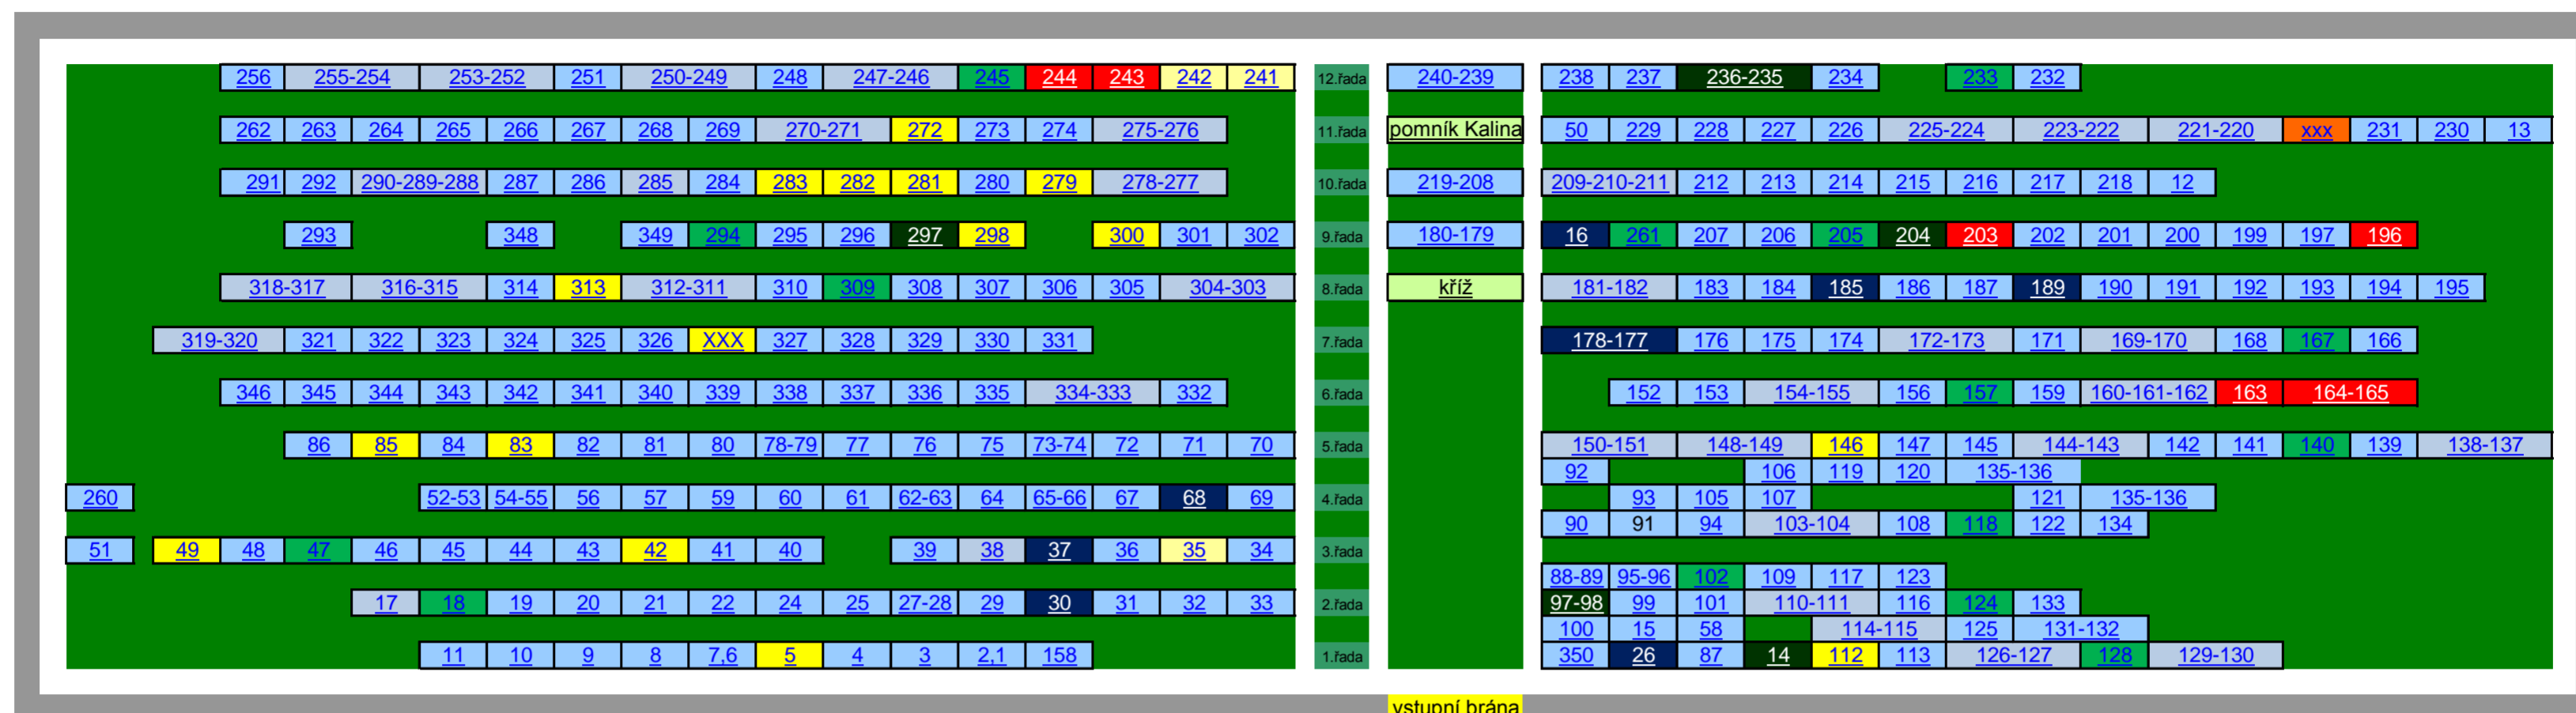 256 255-254 253-252 251 250-249 248 247-246 245 244 243 242 241 12.řada 240-239 238 237 236-235 234 233 232
262 263 264 265 266 267 268 269 270-271 272 273 274 275-276 11.řada pomník Kalina 50 229 228 227 226 225-224 223-222 221-220 xxx 231 230 13
291 292 290-289-288 287 286 285 284 283 282 281 280 279 278-277 10.řada 219-208 209-210-211 212 213 214 215 216 217 218 12
293 348 349 294 295 296 297 298 300 301 302 9.řada 180-179 16 261 207 206 205 204 203 202 201 200 199 197 196
318-317 316-315 314 313 312-311 310 309 308 307 306 305 304-303 8.řada kříž 181-182 183 184 185 186 187 189 190 191 192 193 194 195
319-320 321 322 323 324 325 326 XXX 327 328 329 330 331 7.řada 178-177 176 175 174 172-173 171 169-170 168 167 166
346 345 344 343 342 341 340 339 338 337 336 335 334-333 332 6.řada 152 153 154-155 156 157 159 160-161-162 163 164-165
86 85 84 83 82 81 80 78-79 77 76 75 73-74 72 71 70 5.řada 150-151 148-149 146 147 145 144-143 142 141 140 139 138-137
92 106 119 120 135-136
260 52-53 54-55 56 57 59 60 61 62-63 64 65-66 67 68 69 4.řada 93 105 107 121 135-136
90 91 94 103-104 108 118 122 134
51 49 48 47 46 45 44 43 42 41 40 39 38 37 36 35 34 3.řada
88-89 95-96 102 109 117 123
17 18 19 20 21 22 24 25 27-28 29 30 31 32 33 2.řada 97-98 99 101 110-111 116 124 133
100 15 58 114-115 125 131-132
11 10 9 8 7,6 5 4 3 2,1 158 1.řada 350 26 87 14 112 113 126-127 128 129-130
vstupní brána